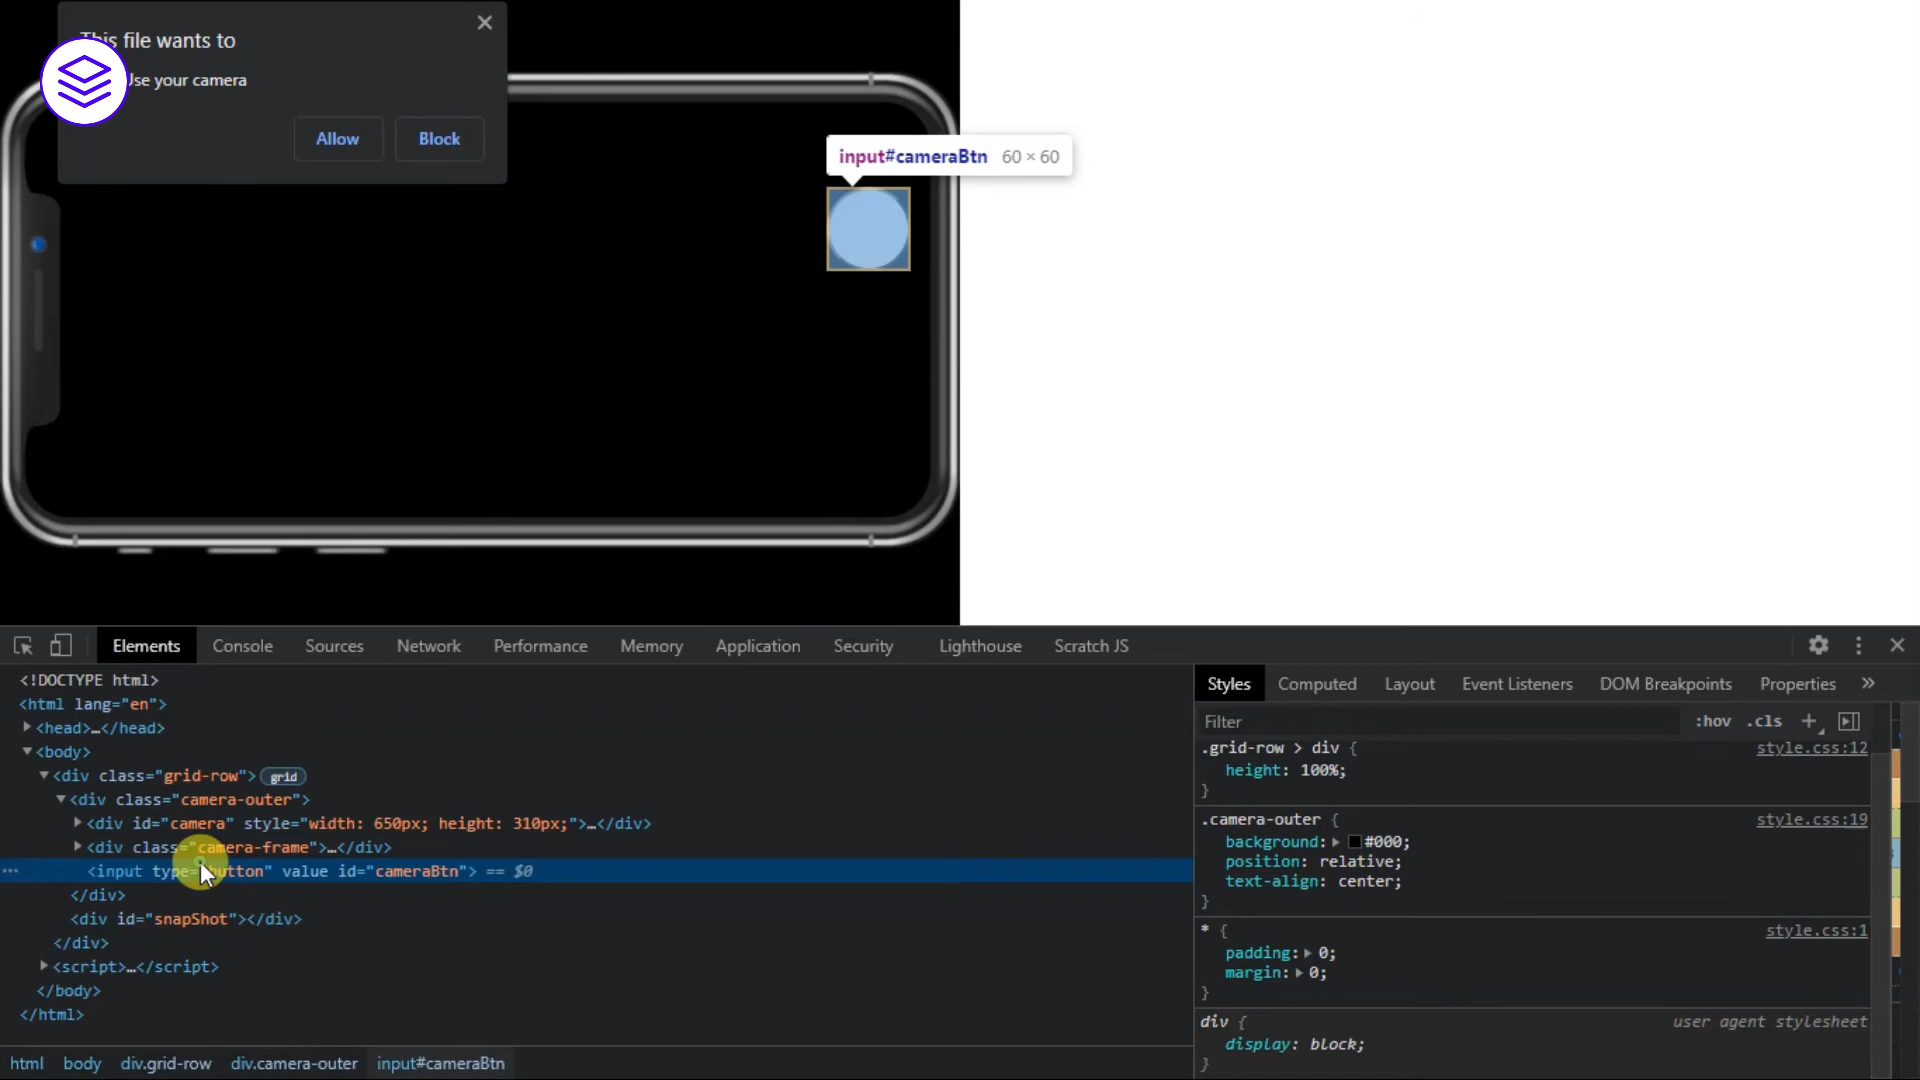 This file wants to
Use your camera
Allow
Block
input#cameraBtn 60 × 60
Elements Console Sources Network Performance Memory Application Security Lighthouse Scratch JS
<!DOCTYPE html>
<html lang="en">
<head>…</head>
<body>
<div class="grid-row"> grid
<div class="camera-outer">
<div id="camera" style="width: 650px; height: 310px;">…</div>
<div class="camera-frame">…</div>
<input type="button" value id="cameraBtn"> == $0
</div>
<div id="snapShot"></div>
</div>
<script>…</script>
</body>
</html>
html body div.grid-row div.camera-outer input#cameraBtn
Styles Computed Layout Event Listeners DOM Breakpoints Properties »
Filter :hov .cls +
.grid-row > div { style.css:12
height: 100%;
}
.camera-outer { style.css:19
background: #000;
position: relative;
text-align: center;
}
* { style.css:1
padding: 0;
margin: 0;
}
div { user agent stylesheet
display: block;
}